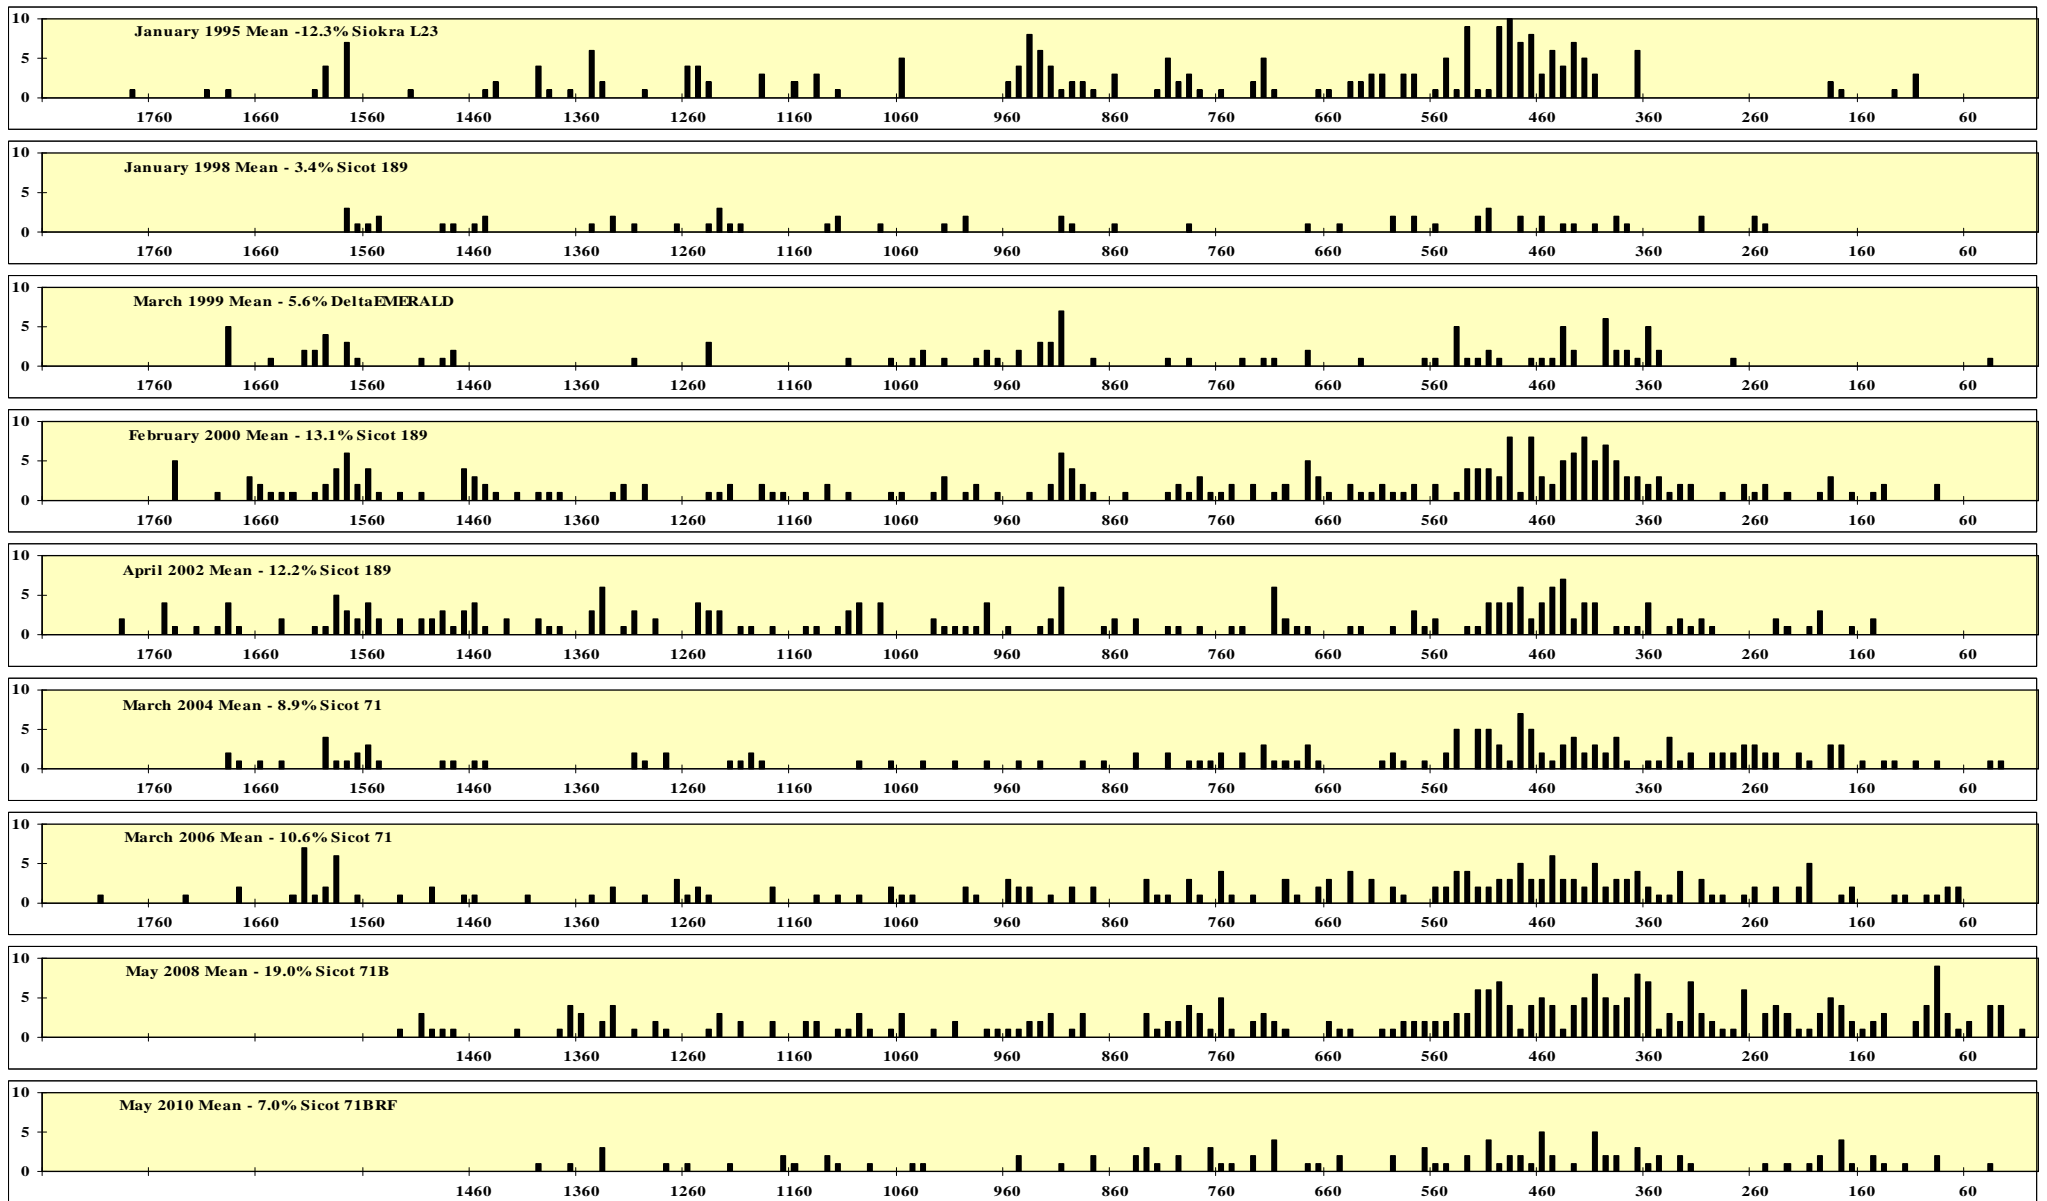 10
January 1995 Mean -12.3% Siokra L23
5
0
1760 1660 1560 1460 1360 1260 1160 1060 960 860 760 660 560 460 360 260 160 60
10
January 1998 Mean - 3.4% Sicot 189
5
0
1760 1660 1560 1460 1360 1260 1160 1060 960 860 760 660 560 460 360 260 160 60
10
March 1999 Mean - 5.6% DeltaEMERALD
5
0
1760 1660 1560 1460 1360 1260 1160 1060 960 860 760 660 560 460 360 260 160 60
10
February 2000 Mean - 13.1% Sicot 189
5
0
1760 1660 1560 1460 1360 1260 1160 1060 960 860 760 660 560 460 360 260 160 60
10
April 2002 Mean - 12.2% Sicot 189
5
0
1760 1660 1560 1460 1360 1260 1160 1060 960 860 760 660 560 460 360 260 160 60
10
March 2004 Mean - 8.9% Sicot 71
5
0
1760 1660 1560 1460 1360 1260 1160 1060 960 860 760 660 560 460 360 260 160 60
10
March 2006 Mean - 10.6% Sicot 71
5
0
1760 1660 1560 1460 1360 1260 1160 1060 960 860 760 660 560 460 360 260 160 60
10
May 2008 Mean - 19.0% Sicot 71B
5
0
1460 1360 1260 1160 1060 960 860 760 660 560 460 360 260 160 60
10
May 2010 Mean - 7.0% Sicot 71BRF
5
0
1460 1360 1260 1160 1060 960 860 760 660 560 460 360 260 160 60